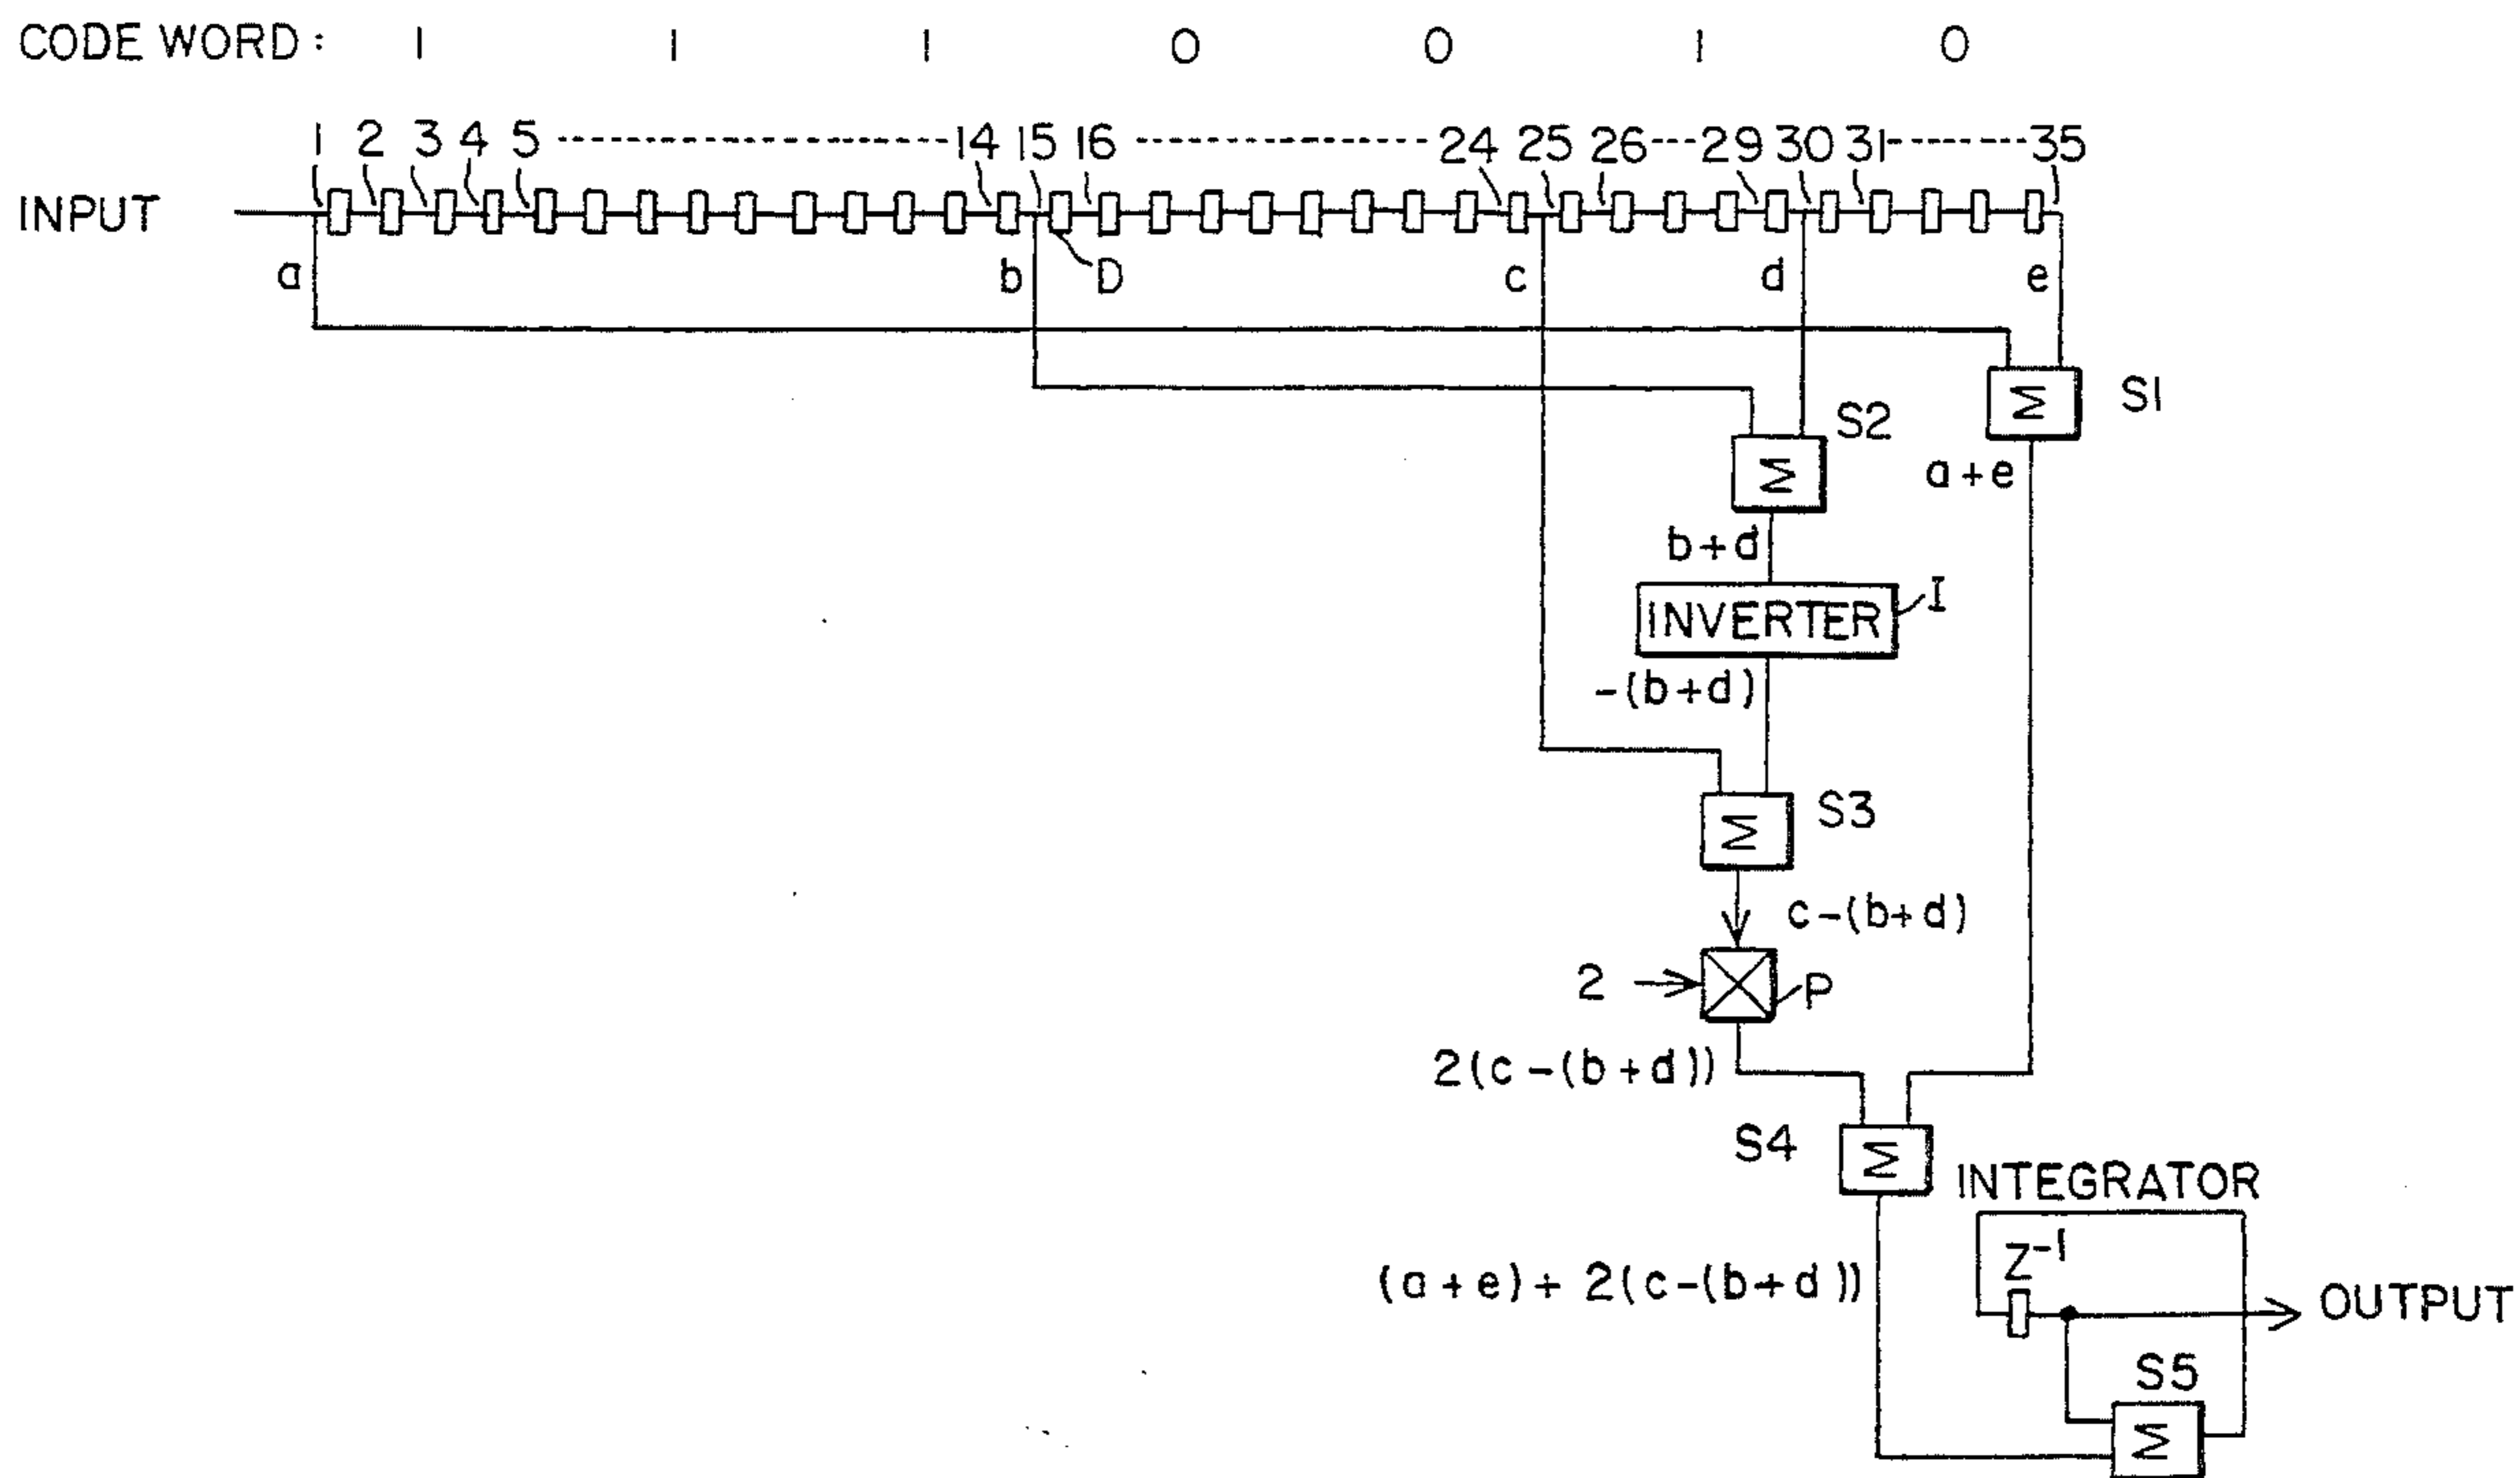 CODE WORD: 1 1 1 0 0 1 0
1 2 3 4 5 ---------------- 14 15 16 ------------ 24 25 26 --- 29 30 31 ------- 35
INPUT
a b D c d e
S1
Σ
S2
Σ
a+e
b+d
I
INVERTER
-(b+d)
S3
Σ
c-(b+d)
2
P
2(c-(b+d))
S4
Σ
INTEGRATOR
Z-1
(a+e)+ 2(c-(b+d))
OUTPUT
S5
Σ